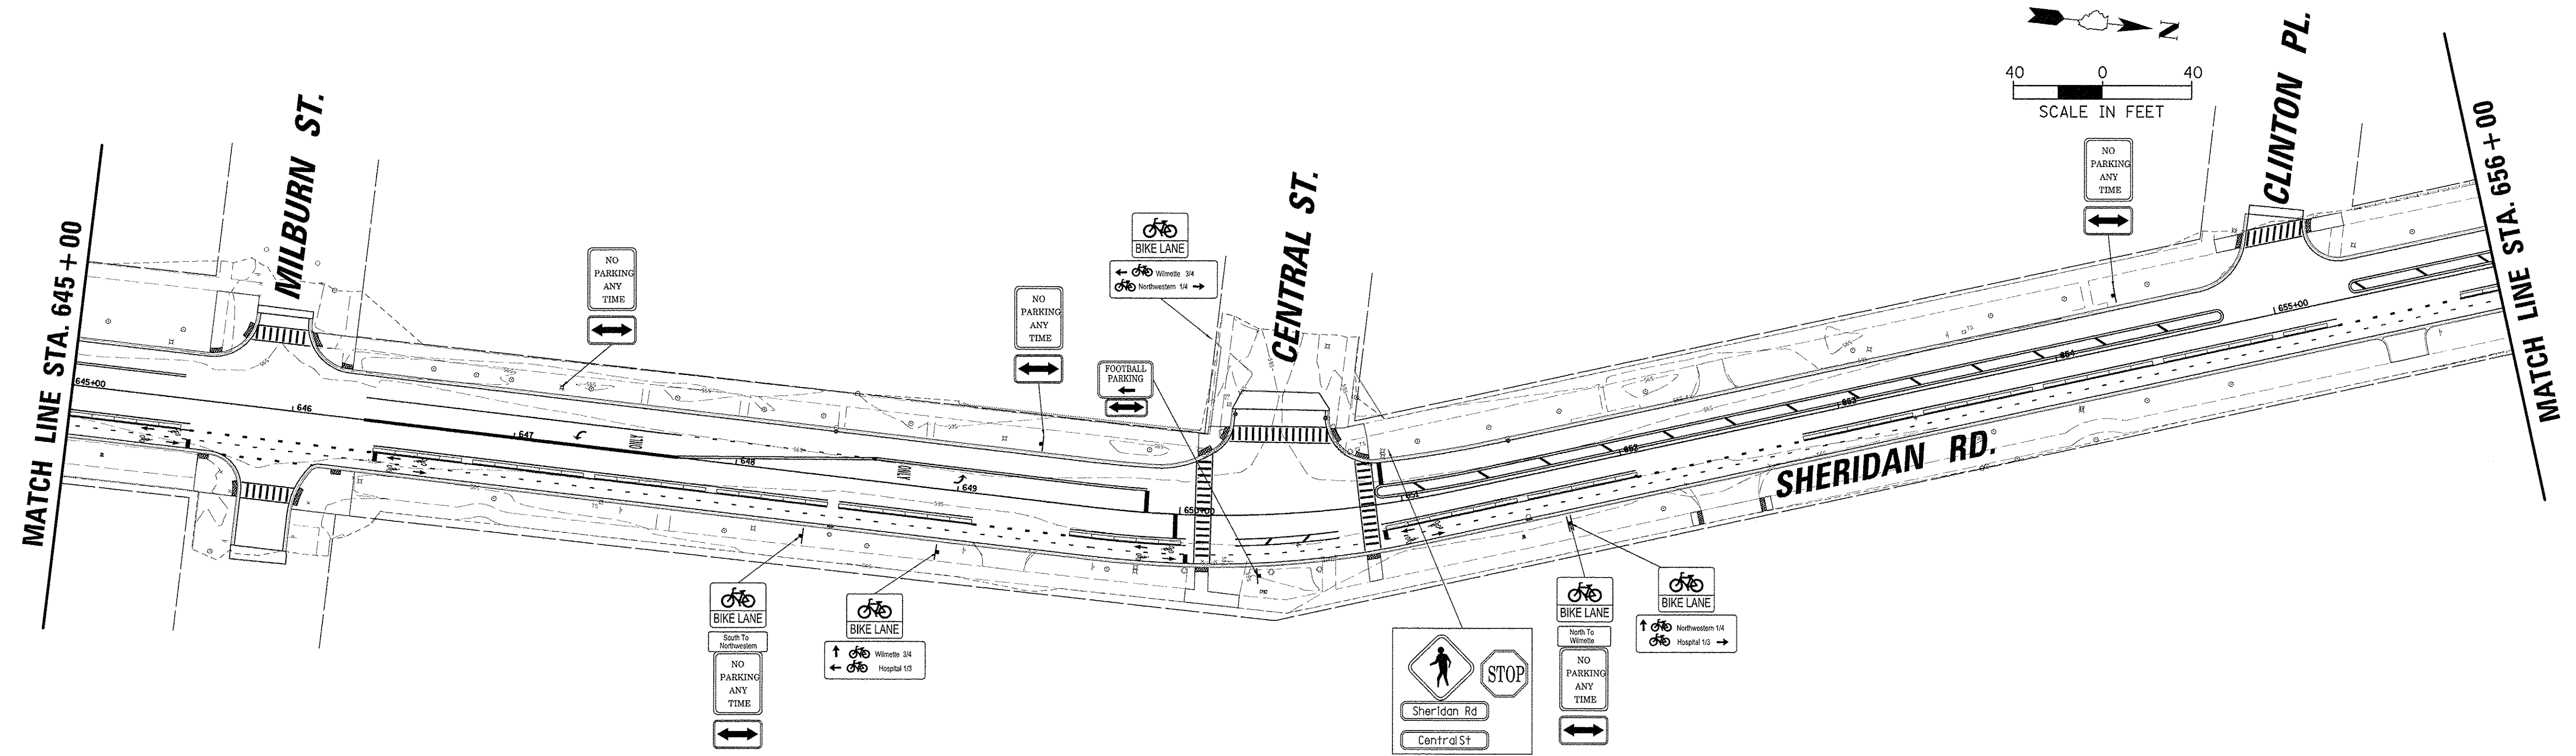 N
40 0 40
SCALE IN FEET
MILBURN ST.
CENTRAL ST.
CLINTON PL.
MATCH LINE STA. 645+00
MATCH LINE STA. 656+00
SHERIDAN RD.
NO
PARKING
ANY
TIME
NO
PARKING
ANY
TIME
FOOTBALL
PARKING
BIKE LANE
Wilmette 3/4
Northwestern 1/4
NO
PARKING
ANY
TIME
645+00
646
647
ONLY
648
ONLY
649
650+00
651
652
653
654
655+00
BIKE LANE
South To
Northwestern
NO
PARKING
ANY
TIME
BIKE LANE
Wilmette 3/4
Hospital 1/3
STOP
Sheridan Rd
Central St
BIKE LANE
North To
Wilmette
NO
PARKING
ANY
TIME
BIKE LANE
Northwestern 1/4
Hospital 1/3